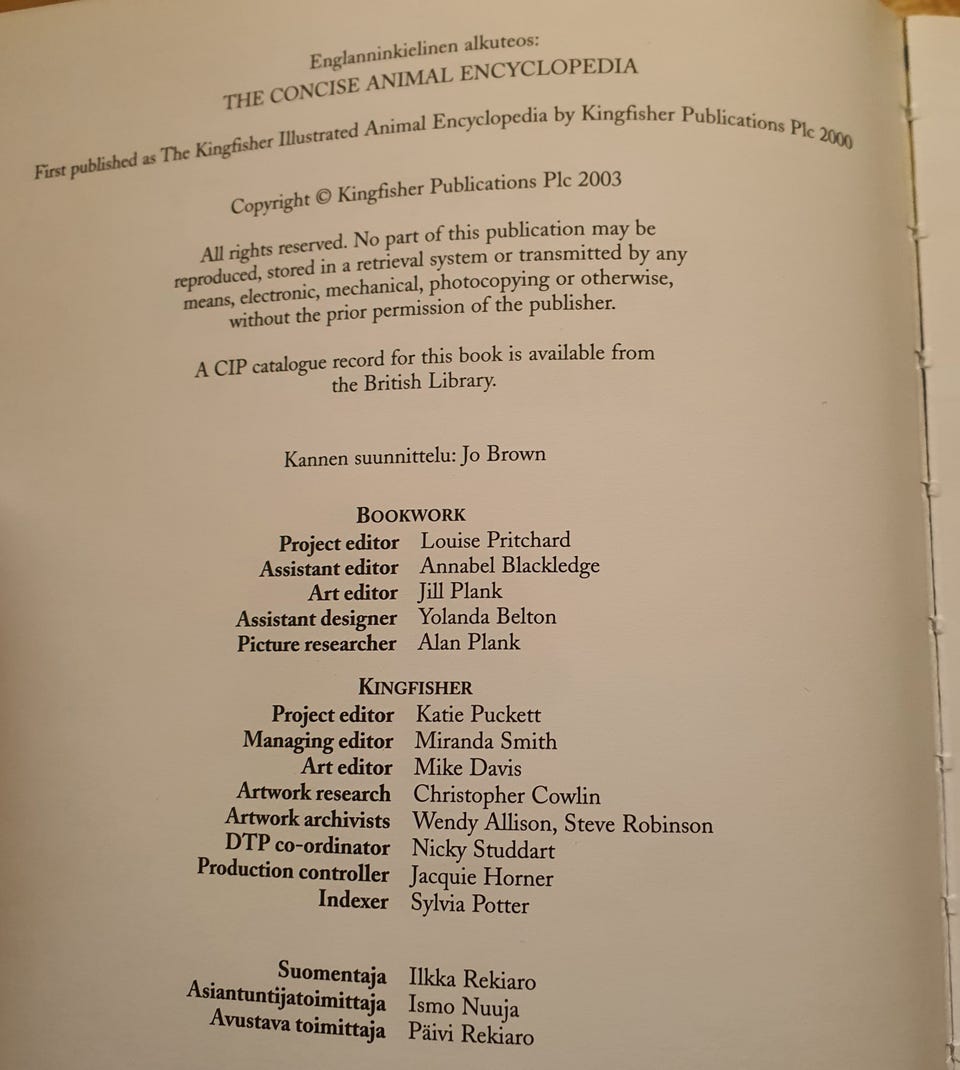 Englanninkielinen alkuteos:
THE CONCISE ANIMAL ENCYCLOPEDIA
First published as The Kingfisher Illustrated Animal Encyclopedia by Kingfisher Publications Plc 2000
Copyright © Kingfisher Publications Plc 2003
All rights reserved. No part of this publication may be
reproduced, stored in a retrieval system or transmitted by any
means, electronic, mechanical, photocopying or otherwise,
without the prior permission of the publisher.
A CIP catalogue record for this book is available from
the British Library.
Kannen suunnittelu: Jo Brown
BOOKWORK
Project editor Louise Pritchard
Assistant editor Annabel Blackledge
Art editor Jill Plank
Assistant designer Yolanda Belton
Picture researcher Alan Plank
KINGFISHER
Project editor Katie Puckett
Managing editor Miranda Smith
Art editor Mike Davis
Artwork research Christopher Cowlin
Artwork archivists Wendy Allison, Steve Robinson
DTP co-ordinator Nicky Studdart
Production controller Jacquie Horner
Indexer Sylvia Potter
Suomentaja Ilkka Rekiaro
Asiantuntijatoimittaja Ismo Nuuja
Avustava toimittaja Päivi Rekiaro